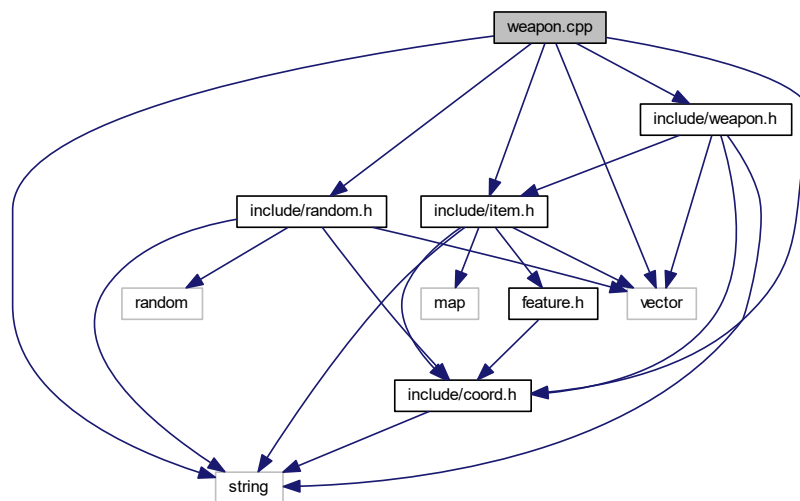 weapon.cpp
include/weapon.h
include/random.h
include/item.h
random
map
feature.h
vector
include/coord.h
string